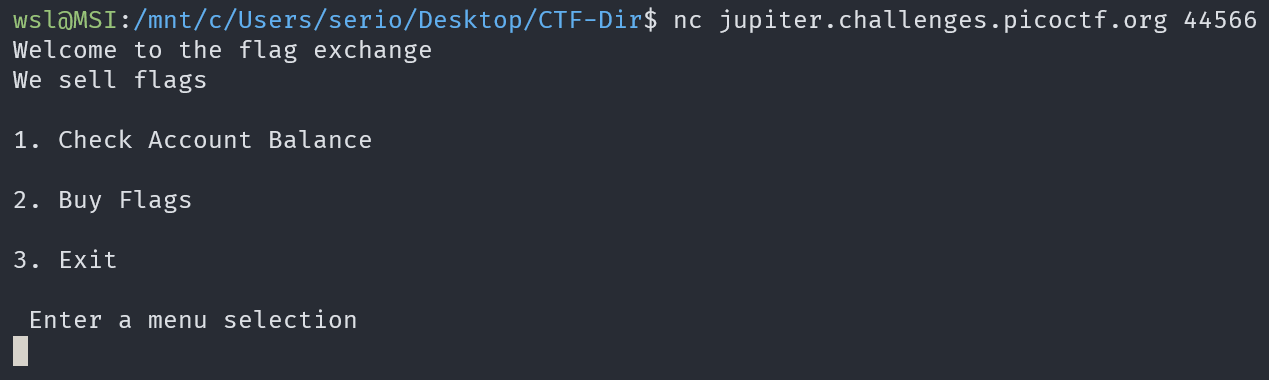 wsl@MSI:/mnt/c/Users/serio/Desktop/CTF-Dir$ nc jupiter.challenges.picoctf.org 44566
Welcome to the flag exchange
We sell flags
1. Check Account Balance
2. Buy Flags
3. Exit
Enter a menu selection